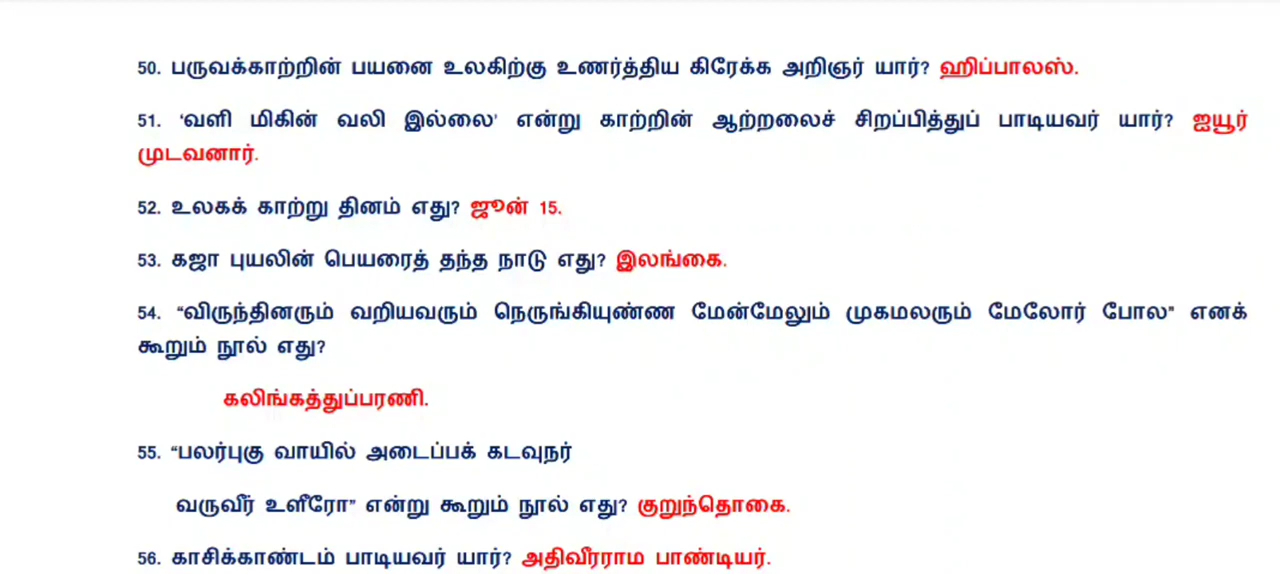 50. பருவக்காற்றின் பயனை உலகிற்கு உணர்த்திய கிரேக்க அறிஞர் யார்? ஹிப்பாலஸ்.
51. 'வளி மிகின் வலி இல்லை' என்று காற்றின் ஆற்றலைச் சிறப்பித்துப் பாடியவர் யார்? ஐயூர்
முடவனார்.
52. உலகக் காற்று தினம் எது? ஜூன் 15.
53. கஜா புயலின் பெயரைத் தந்த நாடு எது? இலங்கை.
54. “விருந்தினரும் வறியவரும் நெருங்கியுண்ண மேன்மேலும் முகமலரும் மேலோர் போல” எனக்
கூறும் நூல் எது?
கலிங்கத்துப்பரணி.
55. “பலர்புகு வாயில் அடைப்பக் கடவுநர்
வருவீர் உளீரோ” என்று கூறும் நூல் எது? குறுந்தொகை.
56. காசிக்காண்டம் பாடியவர் யார்? அதிவீரராம பாண்டியர்.